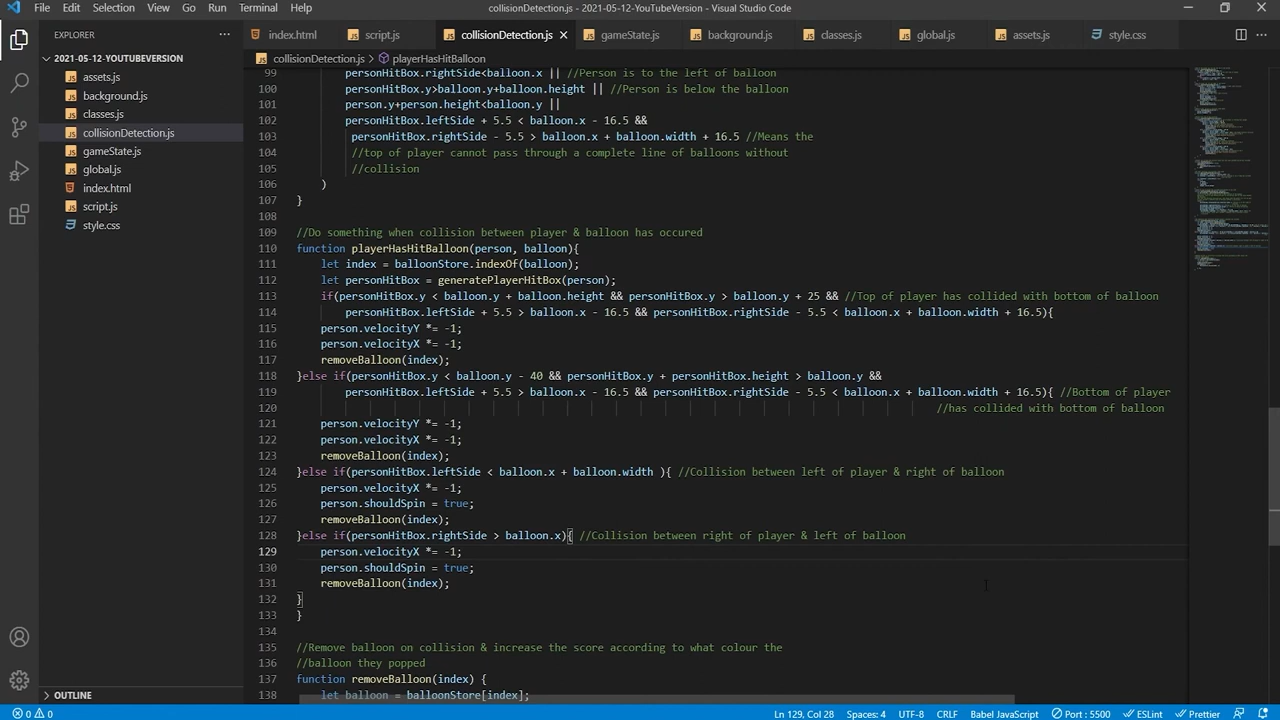 File Edit Selection View Go Run Terminal Help
collisionDetection.js - 2021-05-12-YouTubeVersion - Visual Studio Code
EXPLORER
index.html script.js collisionDetection.js gameState.js background.js classes.js global.js assets.js style.css
2021-05-12-YOUTUBEVERSION
assets.js
background.js
classes.js
collisionDetection.js
gameState.js
global.js
index.html
script.js
style.css
OUTLINE
collisionDetection.js > playerHasHitBalloon
99 personHitBox.rightSide<balloon.x || //Person is to the left of balloon
100 personHitBox.y>balloon.y+balloon.height || //Person is below the balloon
101 person.y+person.height<balloon.y ||
102 personHitBox.leftSide + 5.5 < balloon.x - 16.5 &&
103 personHitBox.rightSide - 5.5 > balloon.x + balloon.width + 16.5 //Means the
104 //top of player cannot pass through a complete line of balloons without
105 //collision
106 )
107 }
108
109 //Do something when collision between player & balloon has occured
110 function playerHasHitBalloon(person, balloon){
111 let index = balloonStore.indexOf(balloon);
112 let personHitBox = generatePlayerHitBox(person);
113 if(personHitBox.y < balloon.y + balloon.height && personHitBox.y > balloon.y + 25 && //Top of player has collided with bottom of balloon
114 personHitBox.leftSide + 5.5 > balloon.x - 16.5 && personHitBox.rightSide - 5.5 < balloon.x + balloon.width + 16.5){
115 person.velocityY *= -1;
116 person.velocityX *= -1;
117 removeBalloon(index);
118 }else if(personHitBox.y < balloon.y - 40 && personHitBox.y + personHitBox.height > balloon.y &&
119 personHitBox.leftSide + 5.5 > balloon.x - 16.5 && personHitBox.rightSide - 5.5 < balloon.x + balloon.width + 16.5){ //Bottom of player
120 //has collided with bottom of balloon
121 person.velocityY *= -1;
122 person.velocityX *= -1;
123 removeBalloon(index);
124 }else if(personHitBox.leftSide < balloon.x + balloon.width ){ //Collision between left of player & right of balloon
125 person.velocityX *= -1;
126 person.shouldSpin = true;
127 removeBalloon(index);
128 }else if(personHitBox.rightSide > balloon.x){ //Collision between right of player & left of balloon
129 person.velocityX *= -1;
130 person.shouldSpin = true;
131 removeBalloon(index);
132 }
133 }
134
135 //Remove balloon on collision & increase the score according to what colour the
136 //balloon they popped
137 function removeBalloon(index) {
138 let balloon = balloonStore[index];
0 0 Ln 129, Col 28 Spaces: 4 UTF-8 CRLF Babel JavaScript Port : 5500 ESLint Prettier